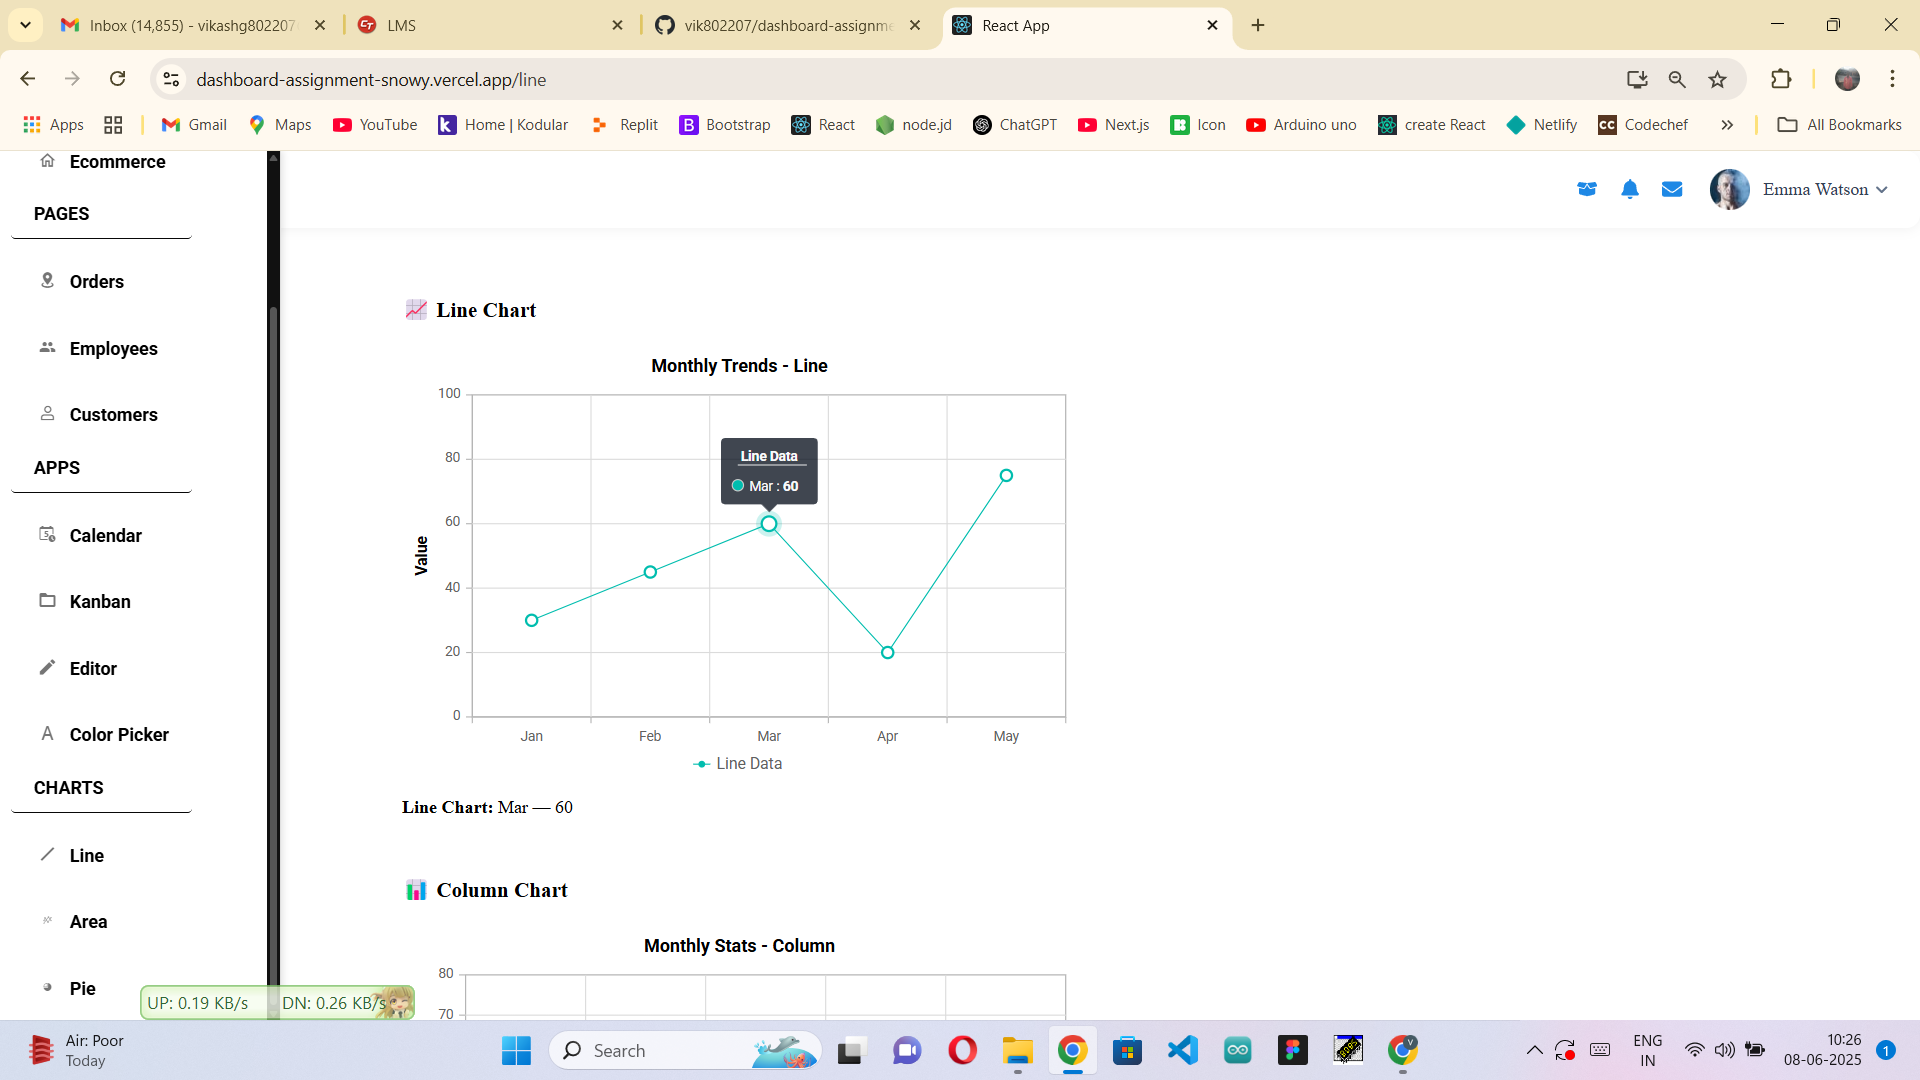 Inbox (14,855) - vikashg802207
LMS
vik802207/dashboard-assignme
React App
dashboard-assignment-snowy.vercel.app/line
Apps
Gmail
Maps
YouTube
Home | Kodular
Replit
Bootstrap
React
node.jd
ChatGPT
Next.js
Icon
Arduino uno
create React
Netlify
Codechef
All Bookmarks
Ecommerce
PAGES
Orders
Employees
Customers
APPS
Calendar
Kanban
Editor
Color Picker
CHARTS
Line
Area
Pie
Emma Watson
Line Chart
Monthly Trends - Line
100
80
60
40
20
0
Value
Line Data
Mar : 60
Jan Feb Mar Apr May
Line Data
Line Chart: Mar — 60
Column Chart
Monthly Stats - Column
80
70
UP: 0.19 KB/s DN: 0.26 KB/s
Air: Poor
Today
Search
ENG
IN
10:26
08-06-2025
1